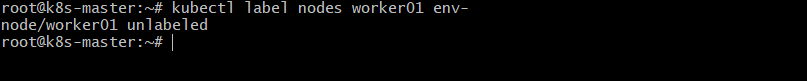 root@k8s-master:~# kubectl label nodes worker01 env-
node/worker01 unlabeled
root@k8s-master:~#